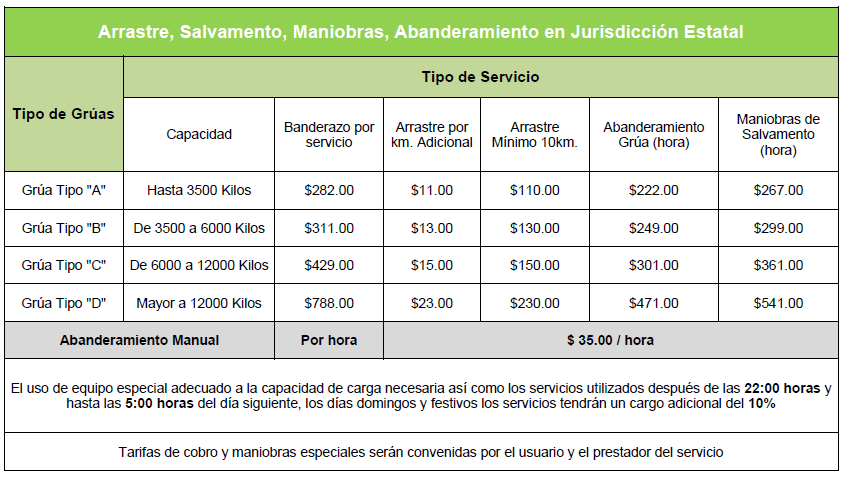 Arrastre, Salvamento, Maniobras, Abanderamiento en Jurisdicción Estatal
Tipo de Grúas
Tipo de Servicio
Capacidad
Banderazo por
servicio
Arrastre por
km. Adicional
Arrastre
Mínimo 10km.
Abanderamiento
Grúa (hora)
Maniobras de
Salvamento
(hora)
Grúa Tipo "A" Hasta 3500 Kilos $282.00 $11.00 $110.00 $222.00 $267.00
Grúa Tipo "B" De 3500 a 6000 Kilos $311.00 $13.00 $130.00 $249.00 $299.00
Grúa Tipo "C" De 6000 a 12000 Kilos $429.00 $15.00 $150.00 $301.00 $361.00
Grúa Tipo "D" Mayor a 12000 Kilos $788.00 $23.00 $230.00 $471.00 $541.00
Abanderamiento Manual Por hora $ 35.00 / hora
El uso de equipo especial adecuado a la capacidad de carga necesaria así como los servicios utilizados después de las 22:00 horas y
hasta las 5:00 horas del día siguiente, los días domingos y festivos los servicios tendrán un cargo adicional del 10%
Tarifas de cobro y maniobras especiales serán convenidas por el usuario y el prestador del servicio